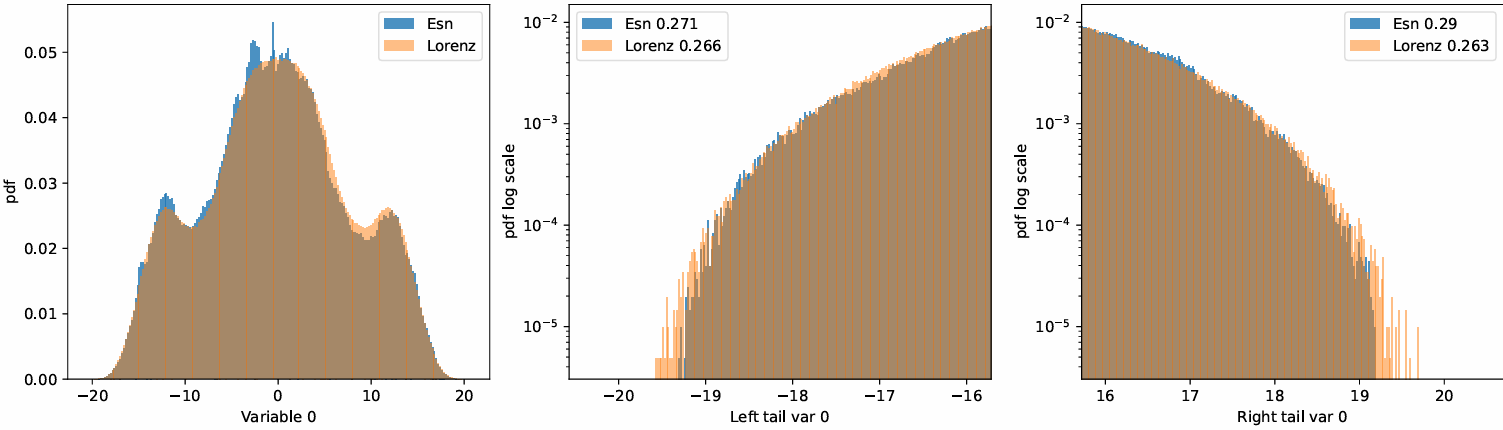 Esn
Lorenz
0.05
0.04
0.03
0.02
0.01
0.00
pdf
−20
−10
0
10
20
Variable 0
Esn 0.271
Lorenz 0.266
10⁻²
10⁻³
10⁻⁴
10⁻⁵
pdf log scale
−20
−19
−18
−17
−16
Left tail var 0
Esn 0.29
Lorenz 0.263
10⁻²
10⁻³
10⁻⁴
10⁻⁵
pdf log scale
16
17
18
19
20
Right tail var 0